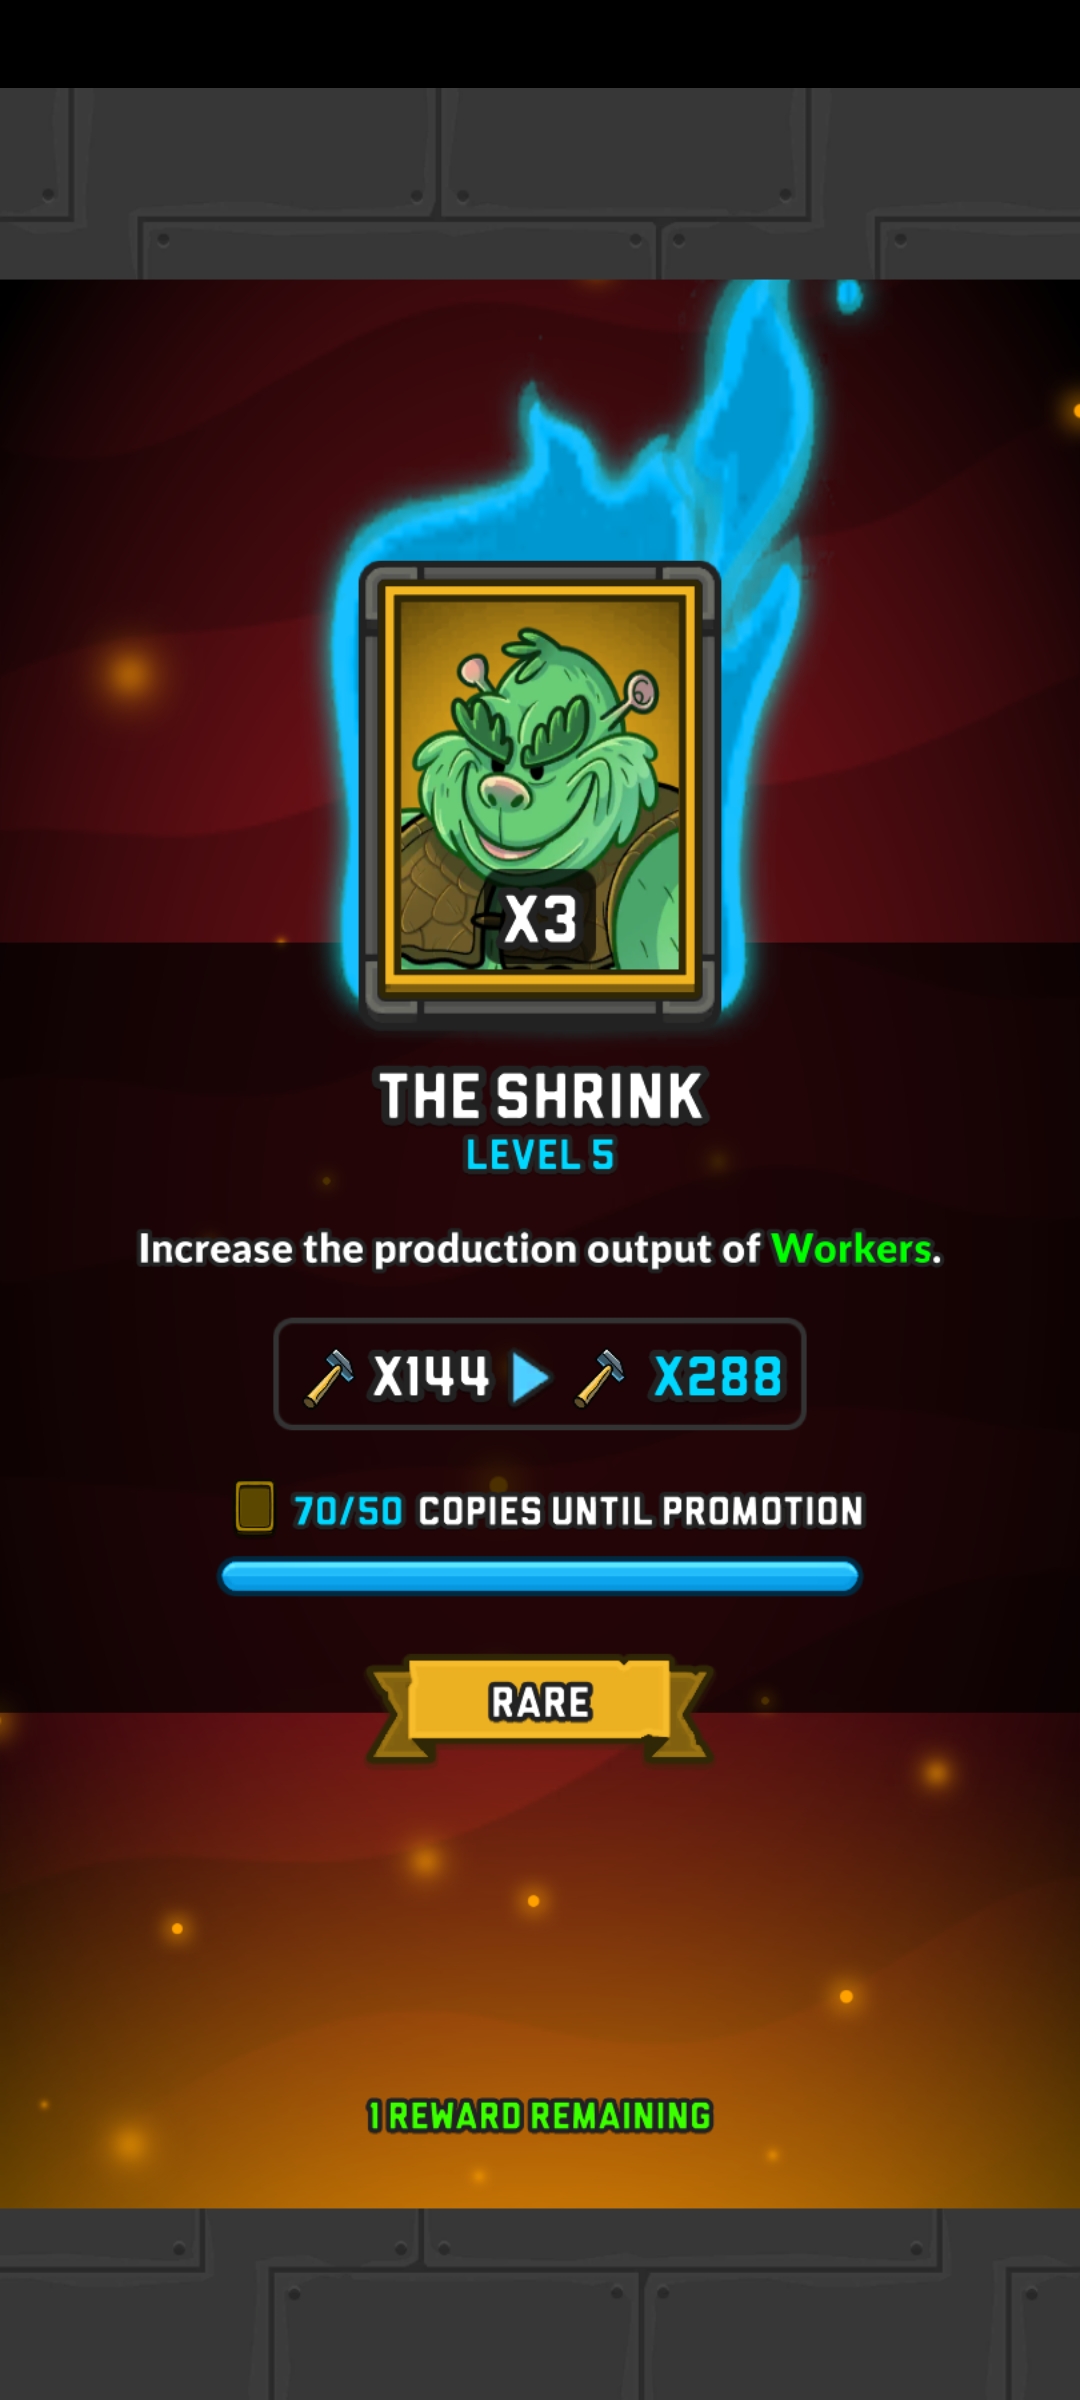 X3
THE SHRINK
LEVEL 5
Increase the production output of Workers.
X144 X288
70/50 COPIES UNTIL PROMOTION
RARE
1 REWARD REMAINING